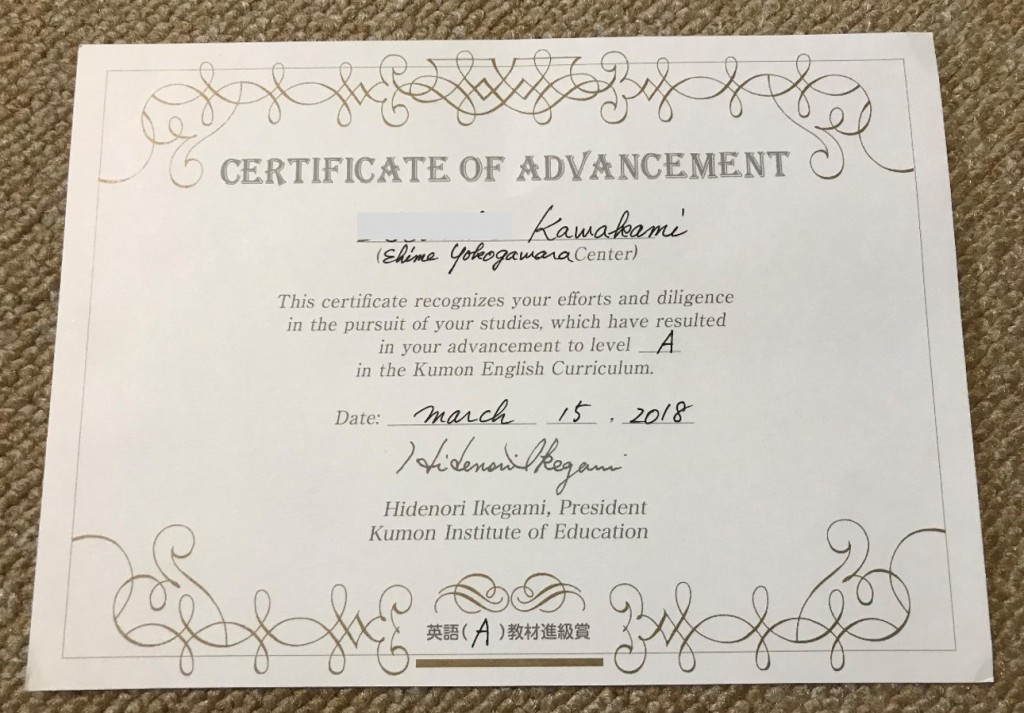 CERTIFICATE OF ADVANCEMENT
Kawakami
(Ehime Yokogawara Center)
This certificate recognizes your efforts and diligence
in the pursuit of your studies, which have resulted
in your advancement to level A
in the Kumon English Curriculum.
Date: March 15, 2018
Hidenori Ikegami
Hidenori Ikegami, President
Kumon Institute of Education
英語(A)教材進級賞